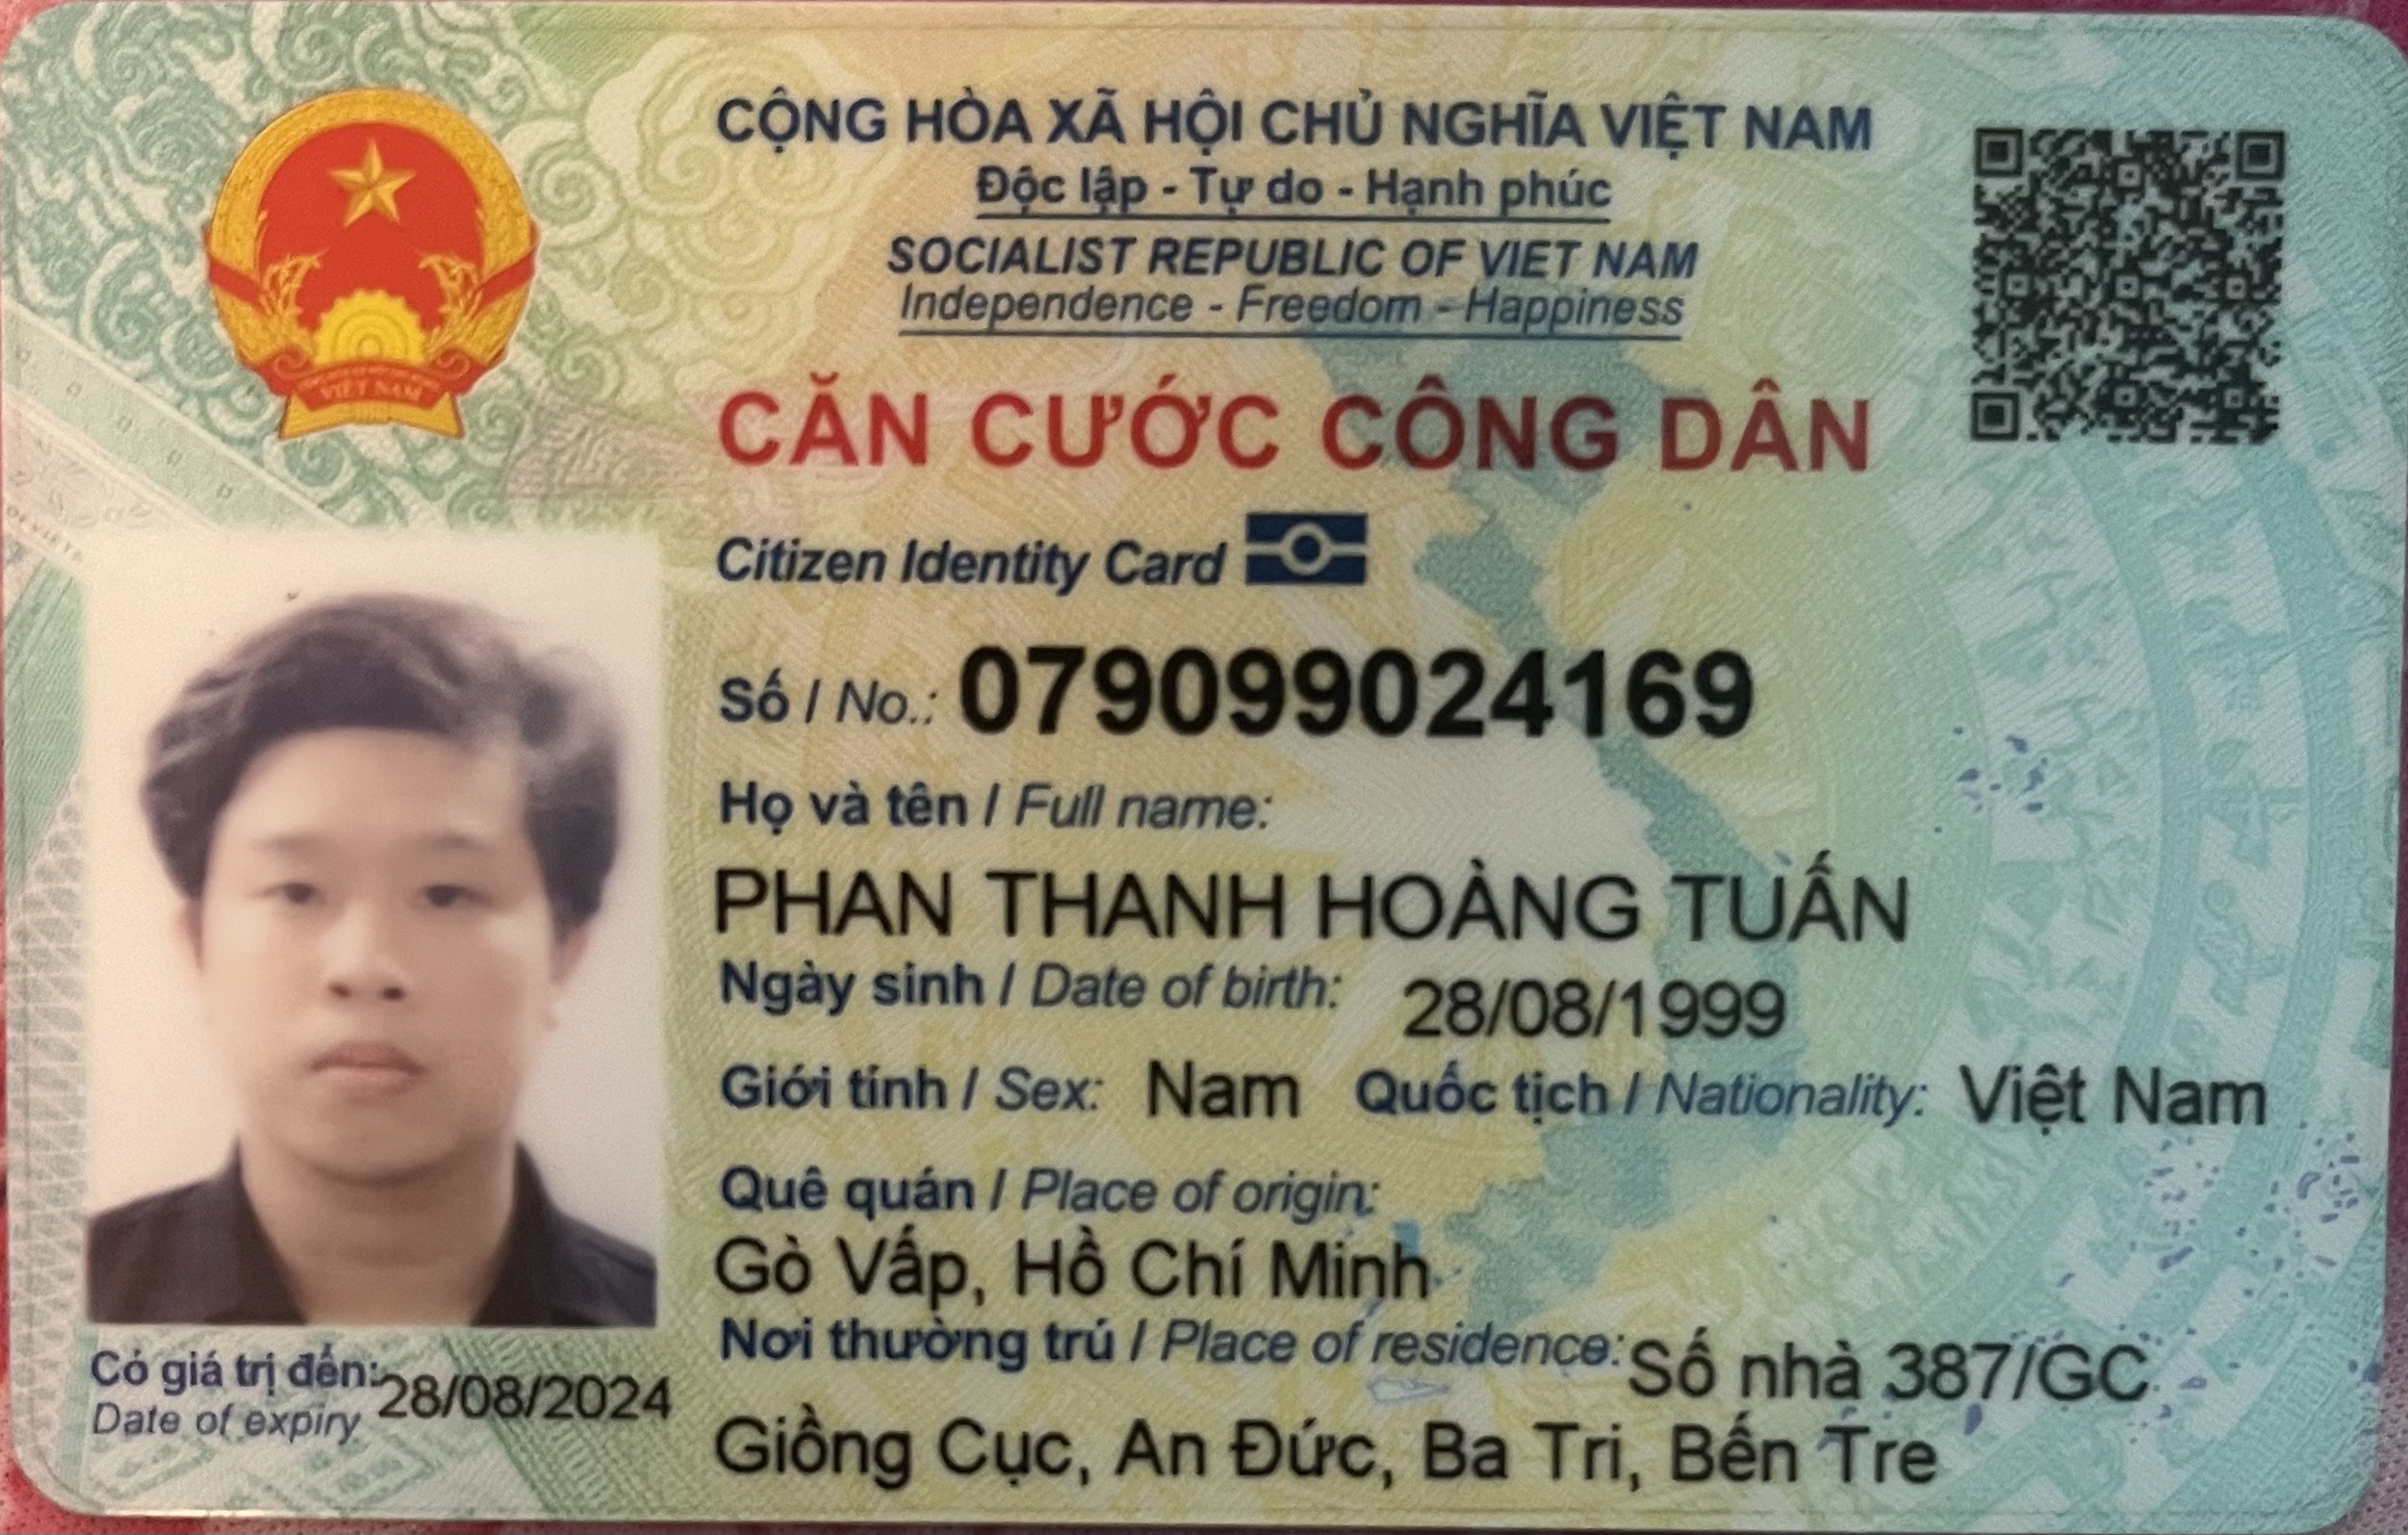 CỘNG HÒA XÃ HỘI CHỦ NGHĨA VIỆT NAM
Độc lập - Tự do - Hạnh phúc
SOCIALIST REPUBLIC OF VIET NAM
Independence - Freedom - Happiness
CĂN CƯỚC CÔNG DÂN
Citizen Identity Card
Số / No.: 079099024169
Họ và tên / Full name:
PHAN THANH HOÀNG TUẤN
Ngày sinh / Date of birth: 28/08/1999
Giới tính / Sex: Nam Quốc tịch / Nationality: Việt Nam
Quê quán / Place of origin:
Gò Vấp, Hồ Chí Minh
Nơi thường trú / Place of residence: Số nhà 387/GC
Giồng Cục, An Đức, Ba Tri, Bến Tre
Có giá trị đến: 28/08/2024
Date of expiry
VIỆT NAM